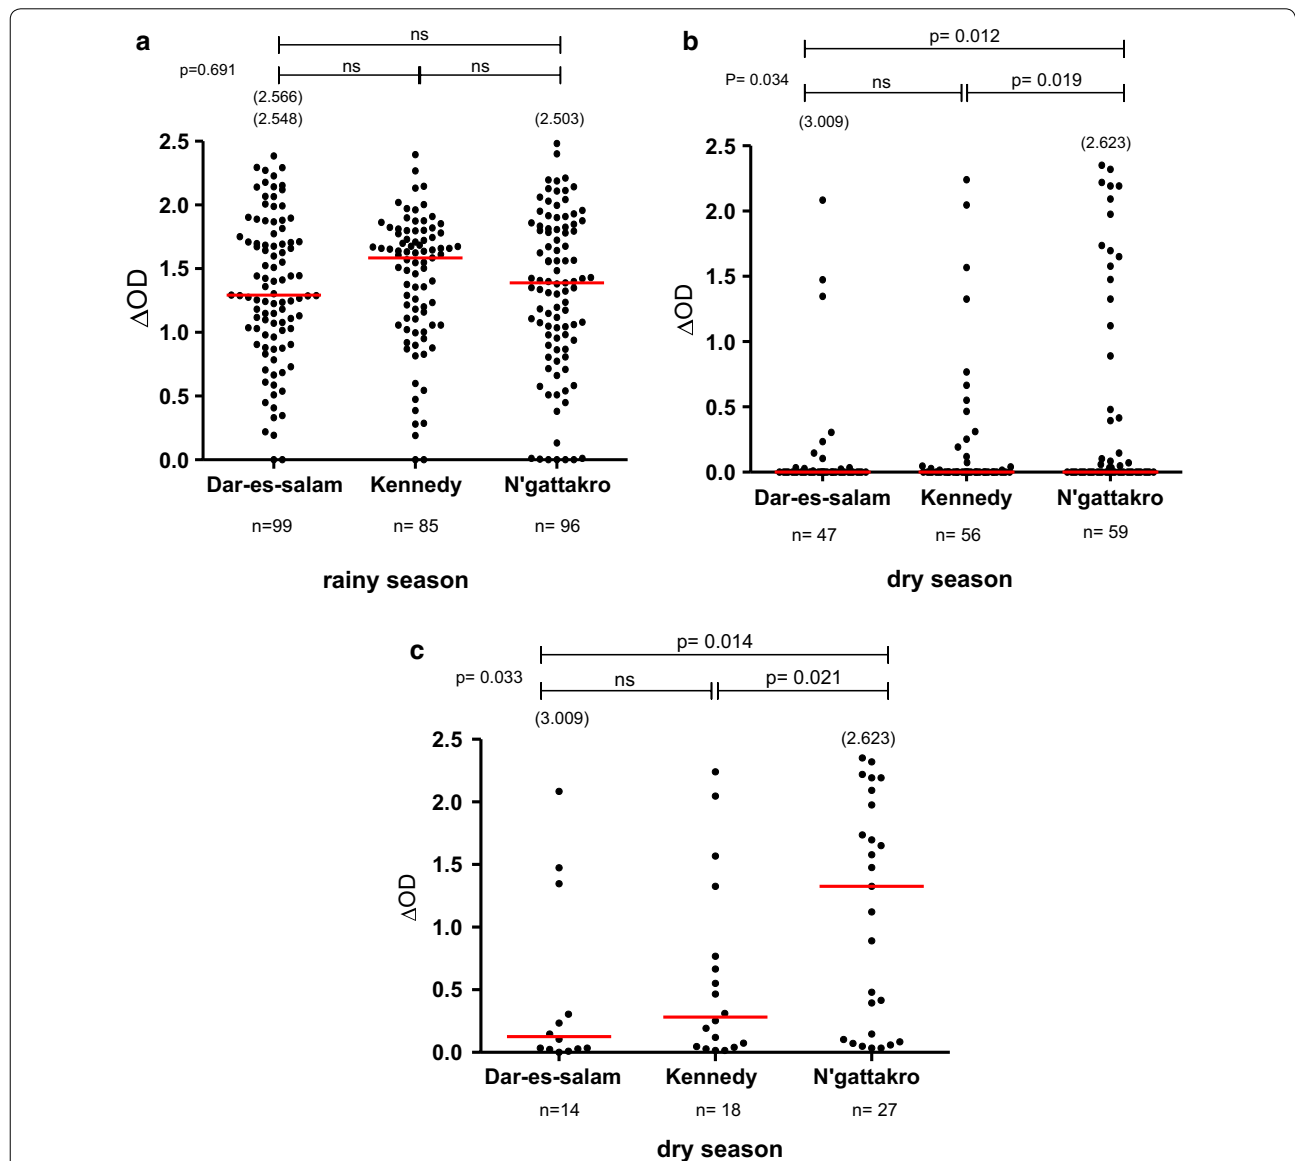 a
ns
p=0.691
ns
ns
(2.566)
(2.548)
(2.503)
2.5
2.0
1.5
1.0
0.5
0.0
ΔOD
Dar-es-salam
Kennedy
N'gattakro
n=99
n= 85
n= 96
rainy season
b
p= 0.012
P= 0.034
ns
p= 0.019
(3.009)
(2.623)
2.5
2.0
1.5
1.0
0.5
0.0
ΔOD
Dar-es-salam
Kennedy
N'gattakro
n= 47
n= 56
n= 59
dry season
c
p= 0.014
p= 0.033
ns
p= 0.021
(3.009)
(2.623)
2.5
2.0
1.5
1.0
0.5
0.0
ΔOD
Dar-es-salam
Kennedy
N'gattakro
n=14
n= 18
n= 27
dry season